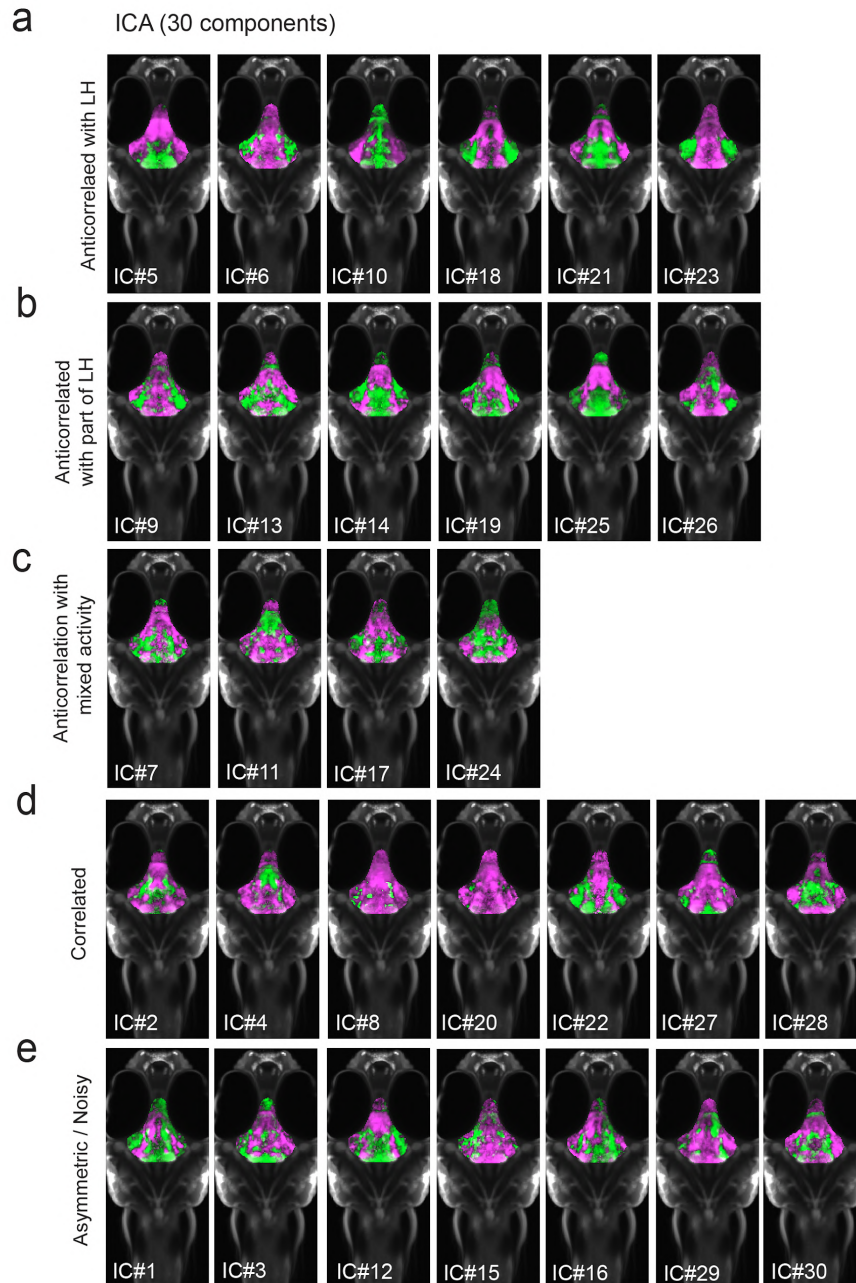 a
ICA (30 components)
Anticorrelaed with LH
IC#5
IC#6
IC#10
IC#18
IC#21
IC#23
b
Anticorrelated
with part of LH
IC#9
IC#13
IC#14
IC#19
IC#25
IC#26
c
Anticorrelation with
mixed activity
IC#7
IC#11
IC#17
IC#24
d
Correlated
IC#2
IC#4
IC#8
IC#20
IC#22
IC#27
IC#28
e
Asymmetric / Noisy
IC#1
IC#3
IC#12
IC#15
IC#16
IC#29
IC#30